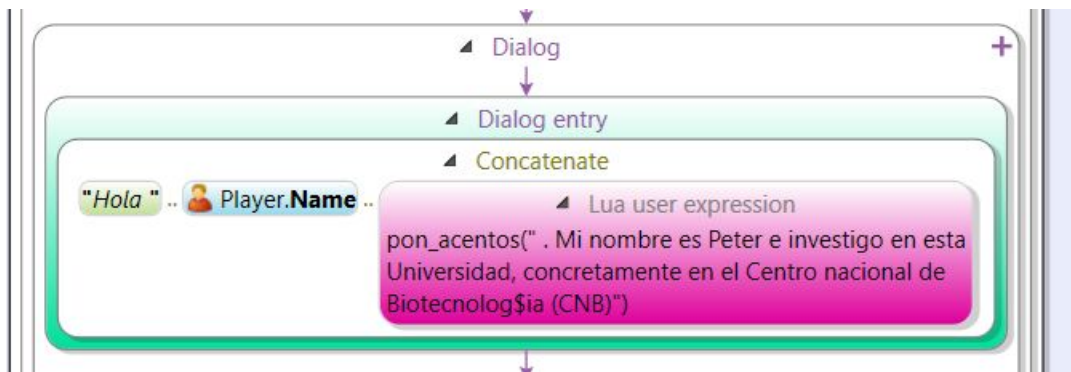 Dialog
Dialog entry
Concatenate
"Hola " .. Player.Name ..
Lua user expression
pon_acentos(" . Mi nombre es Peter e investigo en esta
Universidad, concretamente en el Centro nacional de
Biotecnolog$ia (CNB)")